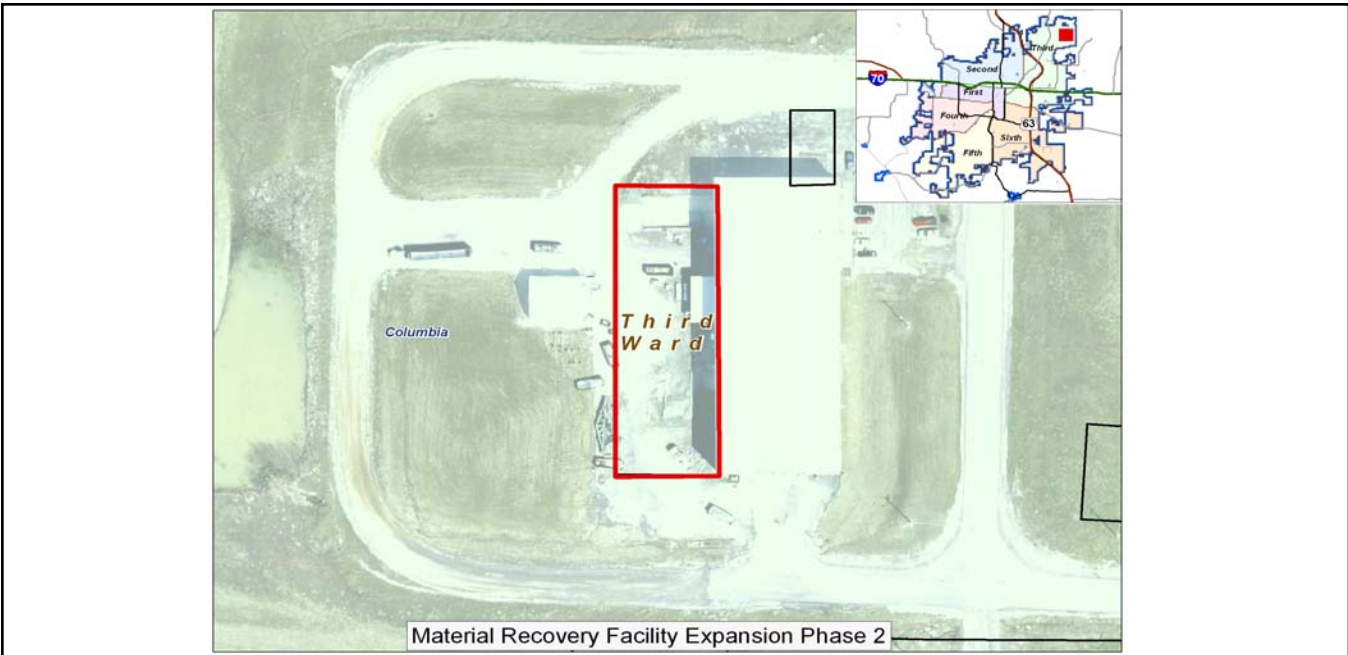 Third
Second
70
First
Fourth
63
Sixth
Fifth
Third
Ward
Columbia
Material Recovery Facility Expansion Phase 2